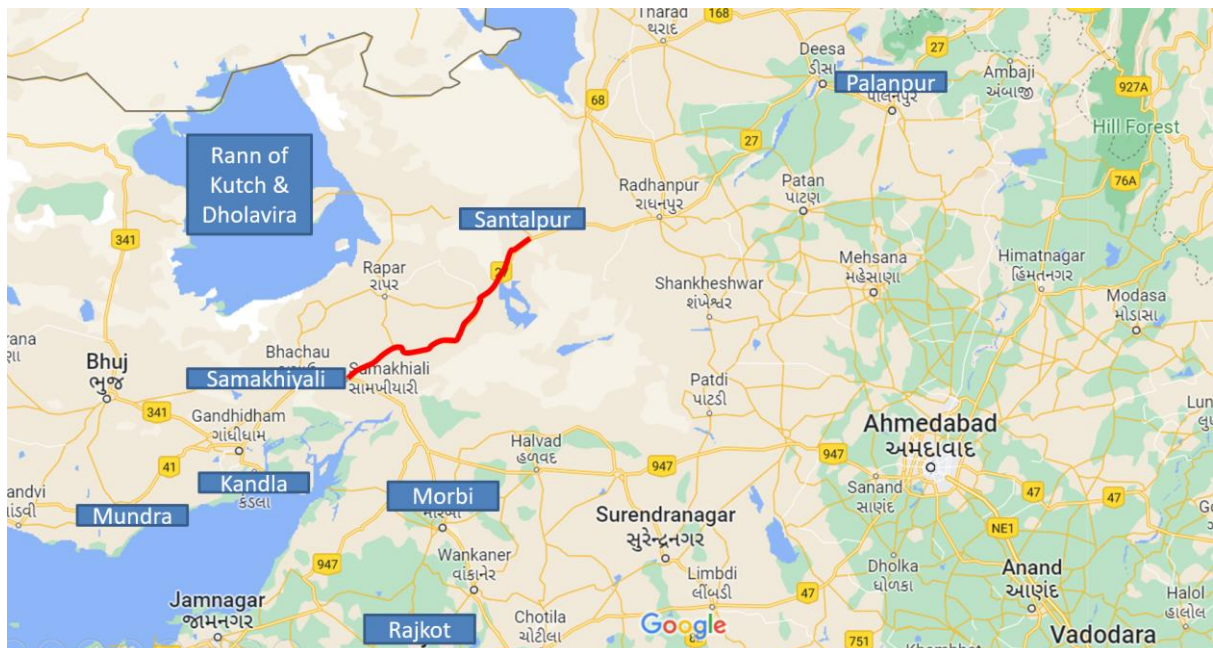 Tharad
થરાદ
168
Deesa
ડીસા
27
Ambaji
અંબાજી
Palanpur
પાલનપુર
927A
68
Hill Forest
Rann of
Kutch &
Dholavira
27
76A
Radhanpur
રાધનપુર
Patan
પાટણ
Santalpur
341
Rapar
રાપર
Mehsana
મહેસાણા
Himatnagar
હિંમતનગર
Shankheshwar
શંખેશ્વર
Modasa
મોડાસા
Bhuj
ભુજ
Bhachau
Samakhiyali
Samakhiali
સામખીયારી
Patdi
પાટડી
341
Gandhidham
ગાંધીધામ
Ahmedabad
અમદાવાદ
Halvad
હળવદ
947
947
41
Kandla
કંડલા
Sanand
સાણંદ
47
47
Mundra
Morbi
મોરબી
Surendranagar
સુરેન્દ્રનગર
NE1
Wankaner
વાંકાનેર
947
Dholka
ધોળકા
Anand
આણંદ
Limbdi
લીંબડી
47
Halol
હાલોલ
Jamnagar
જામનગર
Rajkot
Chotila
ચોટીલા
Google
751
Vadodara